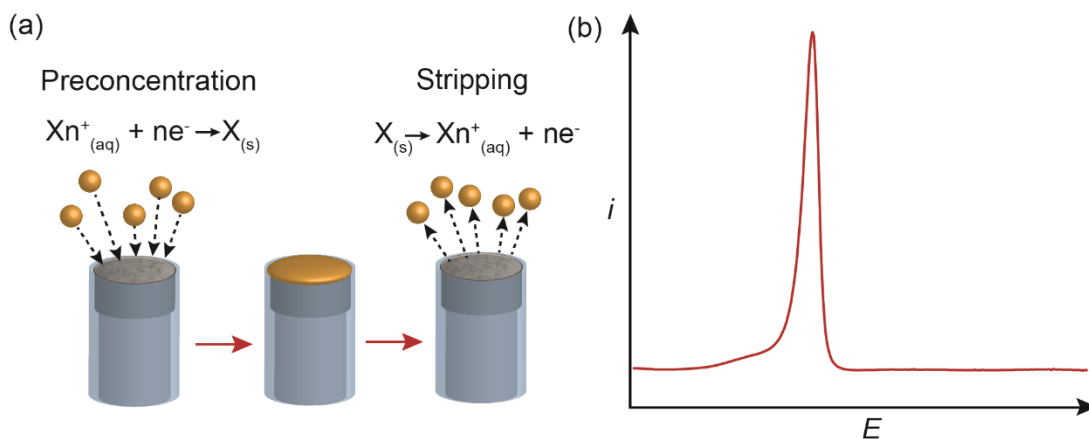 (a)
Preconcentration
Xn⁺₍aq₎ + ne⁻ → X₍s₎
Stripping
X₍s₎ → Xn⁺₍aq₎ + ne⁻
(b)
i
E